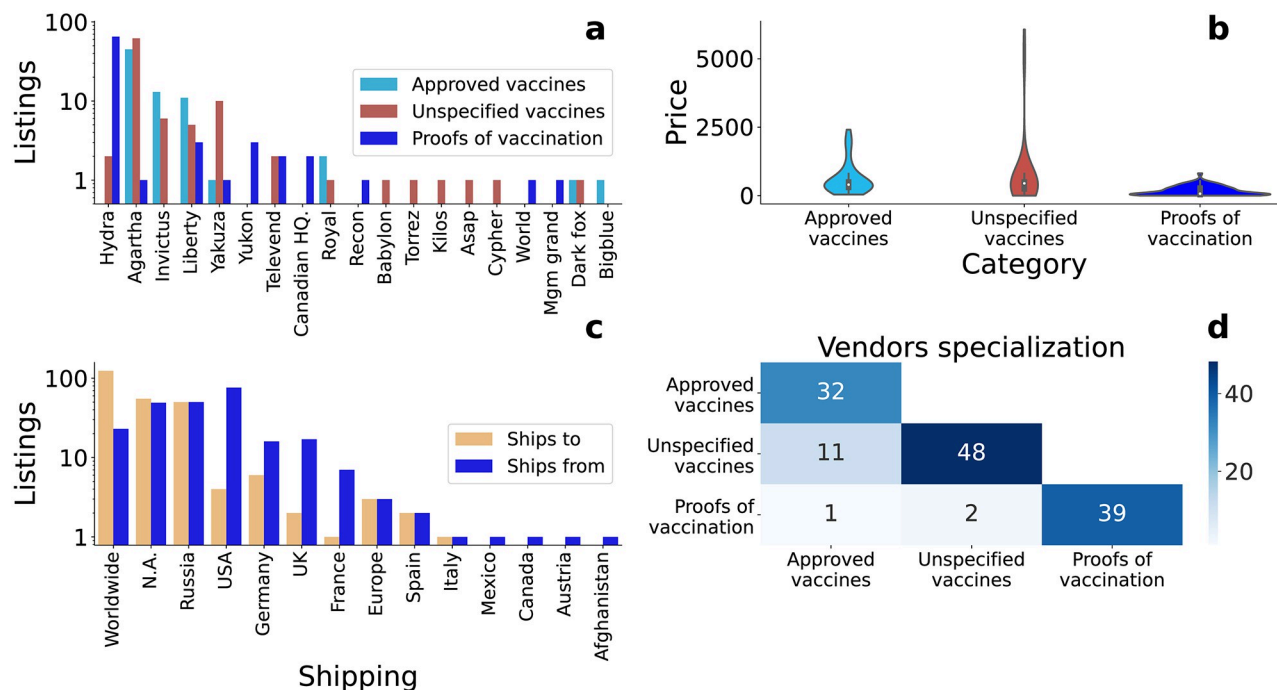 a
100
10
1
Listings
Approved vaccines
Unspecified vaccines
Proofs of vaccination
Hydra
Agartha
Invictus
Liberty
Yakuza
Yukon
Televend
Canadian HQ.
Royal
Recon
Babylon
Torrez
Kilos
Asap
Cypher
World
Mgm grand
Dark fox
Bigblue
b
5000
2500
0
Price
Approved
vaccines
Unspecified
vaccines
Proofs of
vaccination
Category
c
100
10
1
Listings
Ships to
Ships from
Worldwide
N.A.
Russia
USA
Germany
UK
France
Europe
Spain
Italy
Mexico
Canada
Austria
Afghanistan
Shipping
d
Vendors specialization
Approved
vaccines
32
Unspecified
vaccines
11
48
Proofs of
vaccination
1
2
39
Approved
vaccines
Unspecified
vaccines
Proofs of
vaccination
40
20